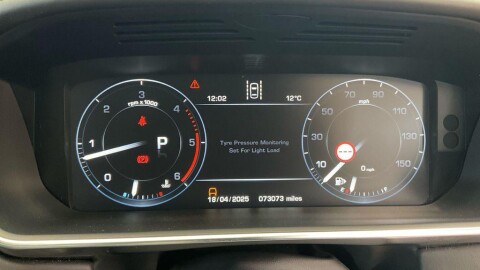 12:02
12°C
3
2
4
rpm x 1000
1
5
6
P
Tyre Pressure Monitoring
Set For Light Load
70
90
50
mph
110
30
130
10
150
0 mph
18/04/2025
073073 miles